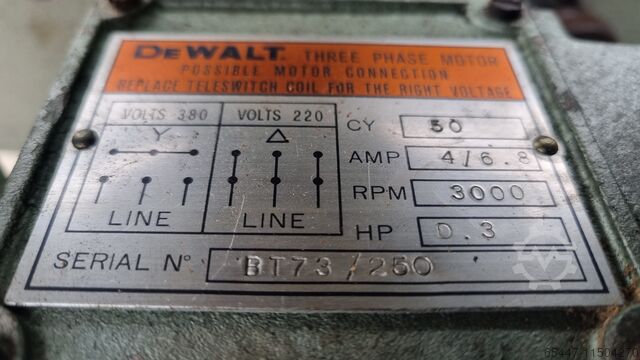 DEWALT. THREE PHASE MOTOR
POSSIBLE MOTOR CONNECTION
REPLACE TELESWITCH COIL FOR THE RIGHT VOLTAGE
VOLTS 380 VOLTS 220
Y Δ
LINE LINE
CY 50
AMP 4/6.8
RPM 3000
HP D.3
SERIAL N° BT73/250